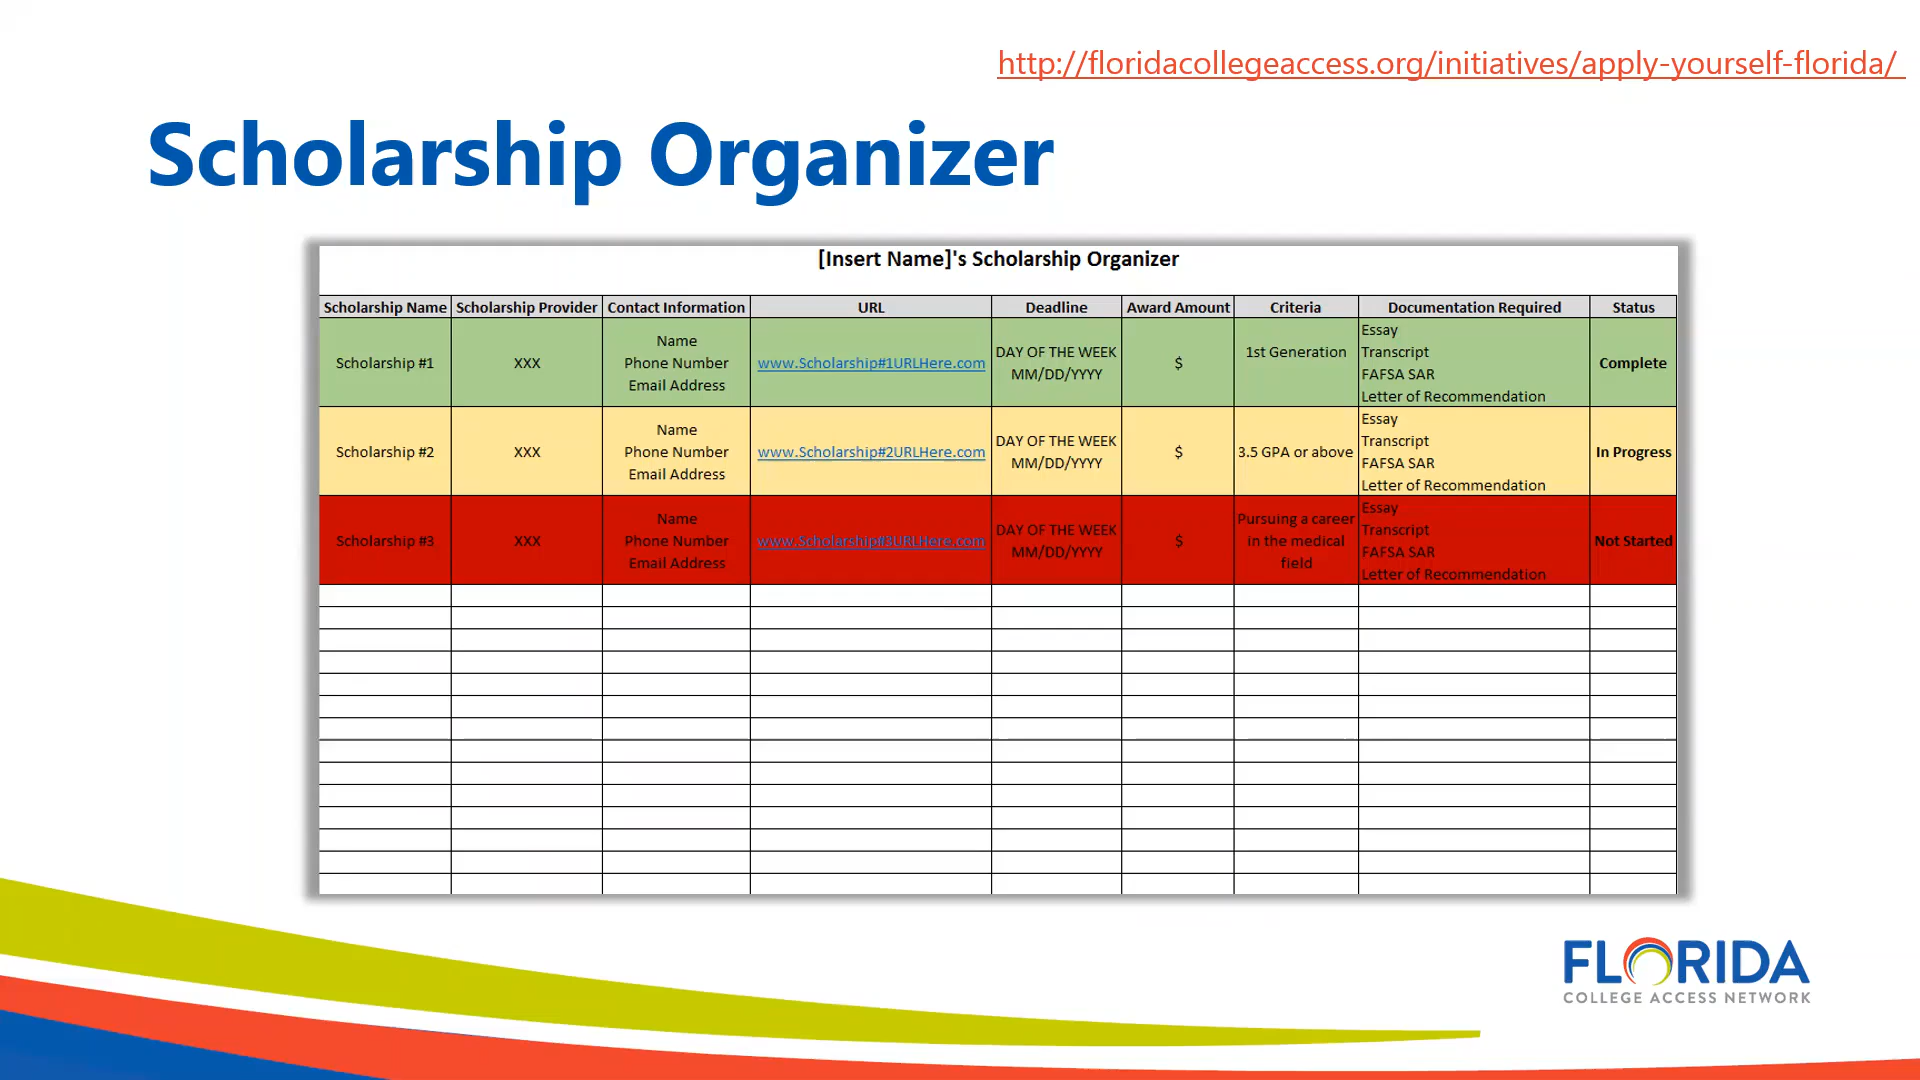 http://floridacollegeaccess.org/initiatives/apply-yourself-florida/
Scholarship Organizer
[Insert Name]'s Scholarship Organizer
Scholarship Name Scholarship Provider Contact Information URL Deadline Award Amount Criteria Documentation Required Status
Scholarship #1
XXX
Name
Phone Number
Email Address
www.Scholarship#1URLHere.com
DAY OF THE WEEK
MM/DD/YYYY
$
1st Generation
Essay
Transcript
FAFSA SAR
Letter of Recommendation
Complete
Scholarship #2
XXX
Name
Phone Number
Email Address
www.Scholarship#2URLHere.com
DAY OF THE WEEK
MM/DD/YYYY
$
3.5 GPA or above
Essay
Transcript
FAFSA SAR
Letter of Recommendation
In Progress
Scholarship #3
XXX
Name
Phone Number
Email Address
www.Scholarship#3URLHere.com
DAY OF THE WEEK
MM/DD/YYYY
$
Pursuing a career
in the medical
field
Essay
Transcript
FAFSA SAR
Letter of Recommendation
Not Started
FLORIDA
COLLEGE ACCESS NETWORK